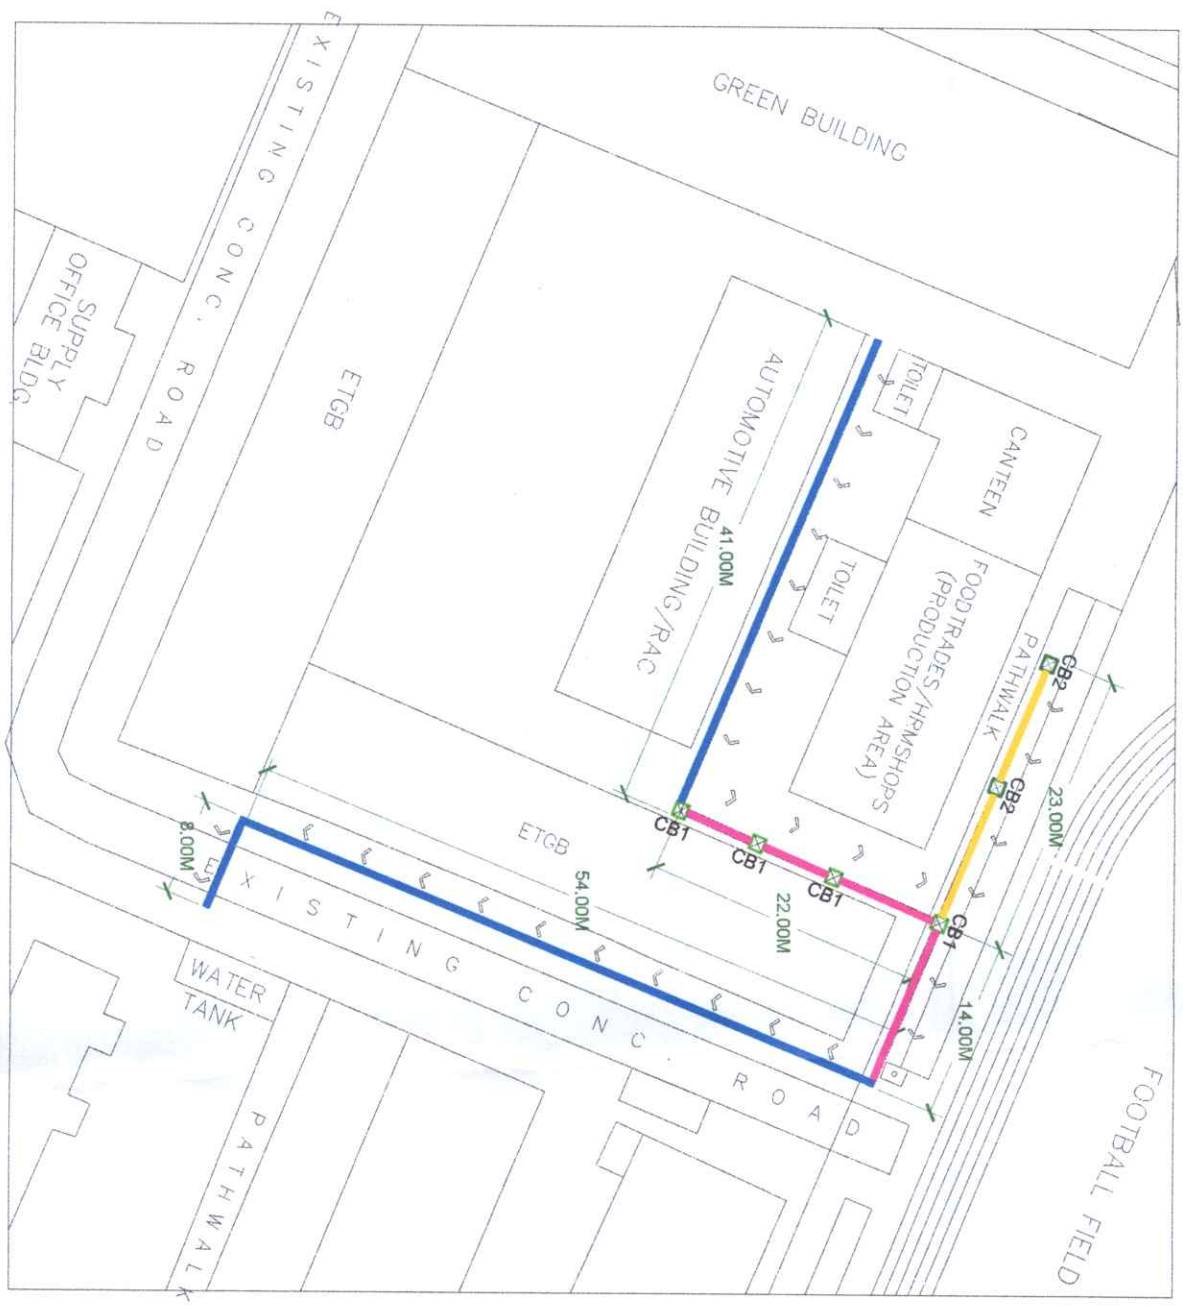 GREEN BUILDING
EXISTING CONC. ROAD
SUPPLY
OFFICE BLDG
ETGB
AUTOMOTIVE BUILDING/RAC
41.00M
TOILET
CANTEEN
TOILET
FOODTRADES/HRMSHOPS
(PRODUCTION AREA)
PATHWALK
CB2
CB2
23.00M
CB1
CB1
CB1
CB1
22.00M
14.00M
ETGB
54.00M
8.00M
EXISTING CONC. ROAD
WATER
TANK
PATHWALK
FOOTBALL FIELD